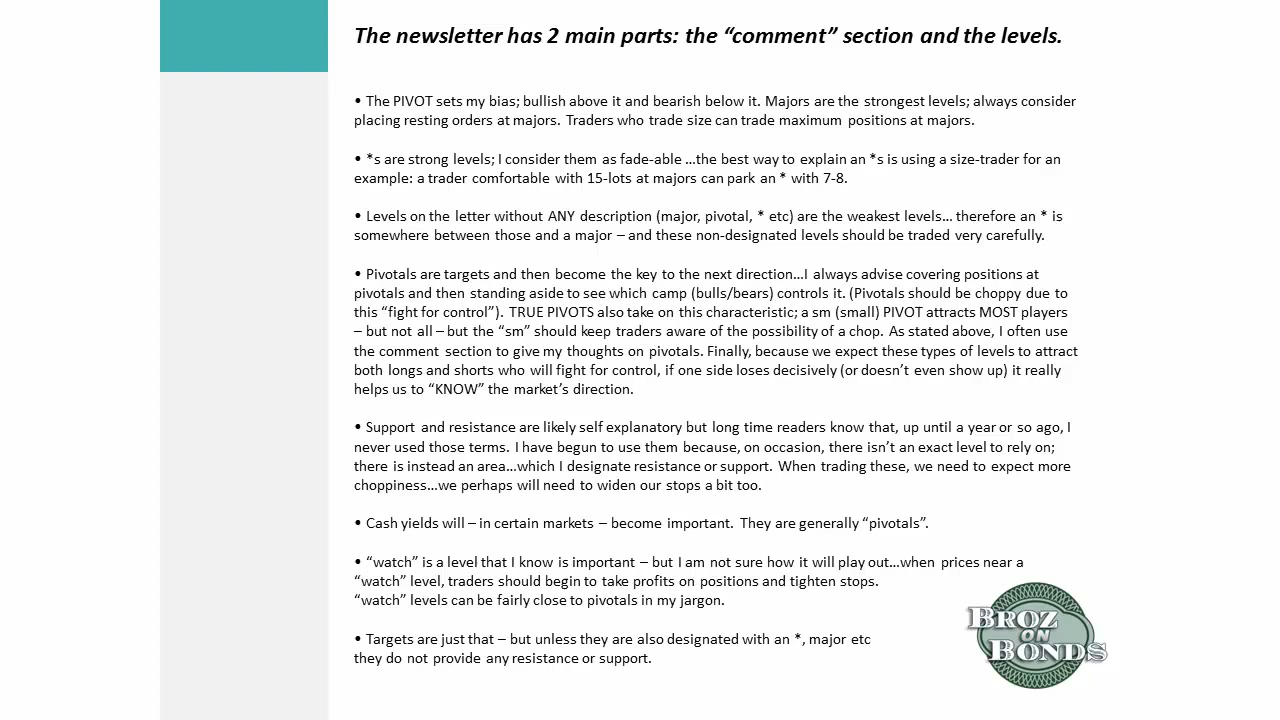 The newsletter has 2 main parts: the “comment” section and the levels.
• The PIVOT sets my bias; bullish above it and bearish below it. Majors are the strongest levels; always consider
placing resting orders at majors. Traders who trade size can trade maximum positions at majors.
• *s are strong levels; I consider them as fade-able …the best way to explain an *s is using a size-trader for an
example: a trader comfortable with 15-lots at majors can park an * with 7-8.
• Levels on the letter without ANY description (major, pivotal, * etc) are the weakest levels… therefore an * is
somewhere between those and a major – and these non-designated levels should be traded very carefully.
• Pivotals are targets and then become the key to the next direction…I always advise covering positions at
pivotals and then standing aside to see which camp (bulls/bears) controls it. (Pivotals should be choppy due to
this “fight for control”). TRUE PIVOTS also take on this characteristic; a sm (small) PIVOT attracts MOST players
– but not all – but the “sm” should keep traders aware of the possibility of a chop. As stated above, I often use
the comment section to give my thoughts on pivotals. Finally, because we expect these types of levels to attract
both longs and shorts who will fight for control, if one side loses decisively (or doesn’t even show up) it really
helps us to “KNOW” the market’s direction.
• Support and resistance are likely self explanatory but long time readers know that, up until a year or so ago, I
never used those terms. I have begun to use them because, on occasion, there isn’t an exact level to rely on;
there is instead an area…which I designate resistance or support. When trading these, we need to expect more
choppiness…we perhaps will need to widen our stops a bit too.
• Cash yields will – in certain markets – become important. They are generally “pivotals”.
• “watch” is a level that I know is important – but I am not sure how it will play out…when prices near a
“watch” level, traders should begin to take profits on positions and tighten stops.
“watch” levels can be fairly close to pivotals in my jargon.
• Targets are just that – but unless they are also designated with an *, major etc
they do not provide any resistance or support.
BROZ
ON
BONDS